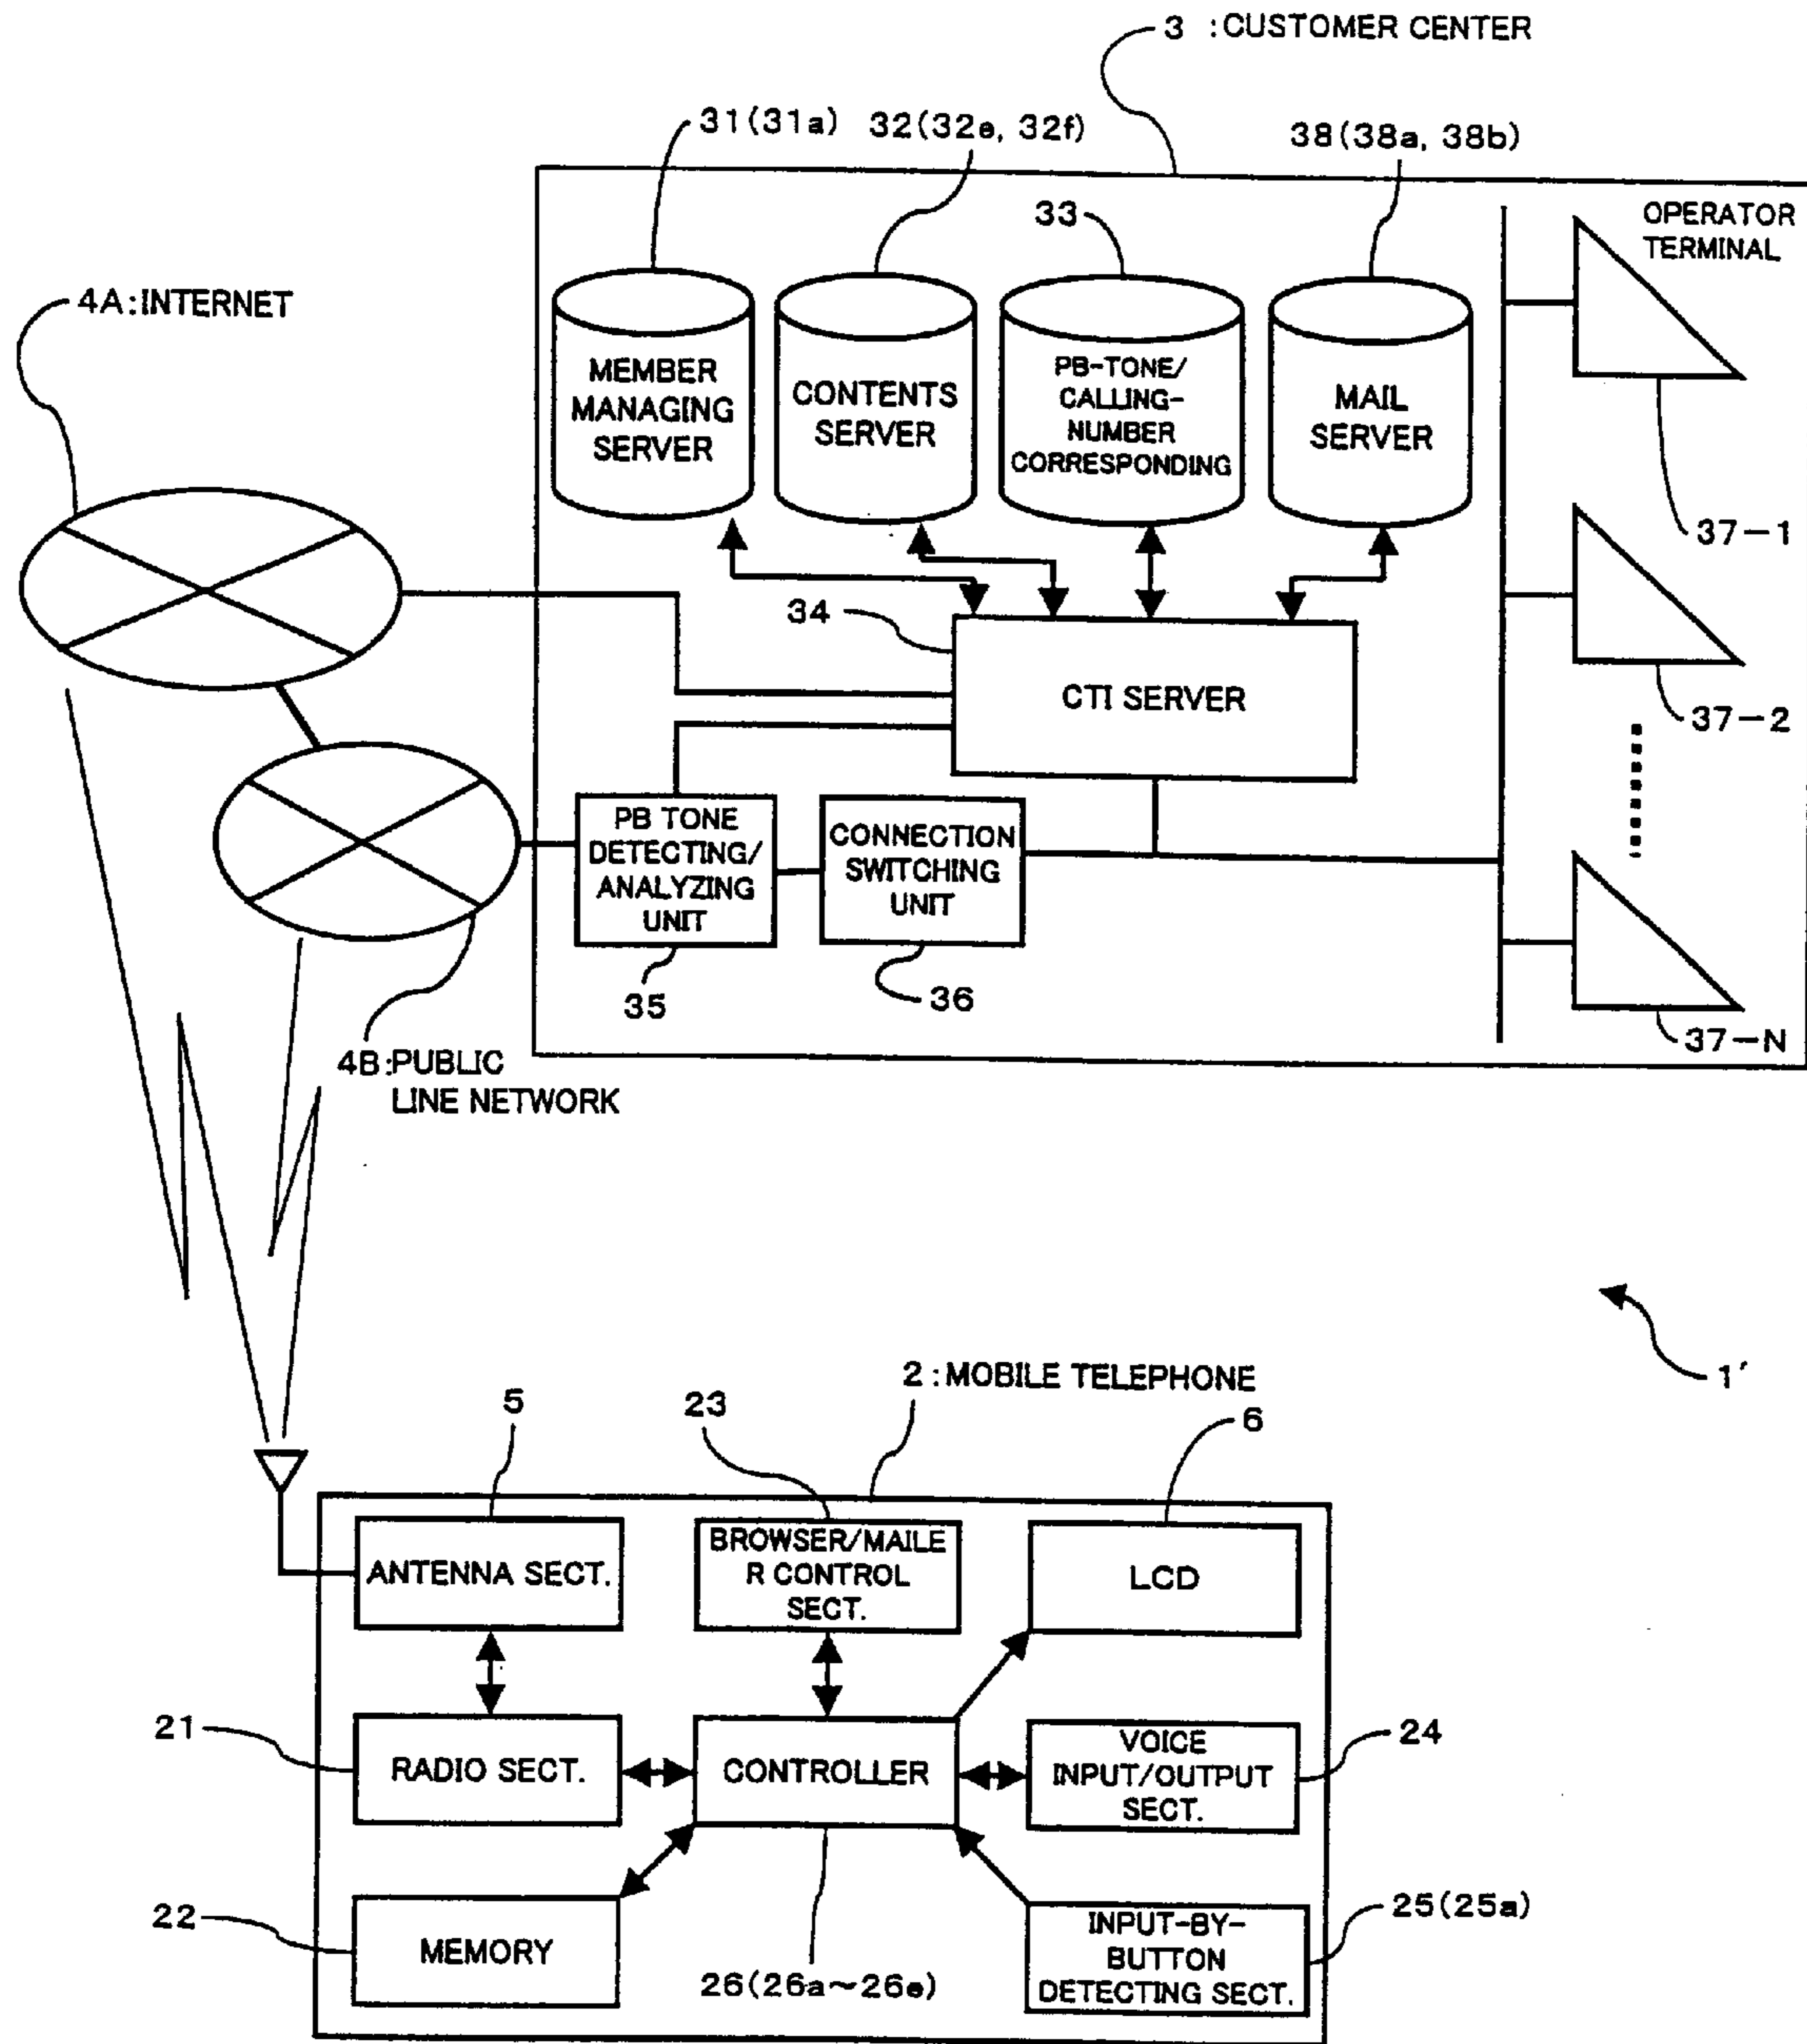 3 :CUSTOMER CENTER
31(31a)
32(32e, 32f)
38(38a, 38b)
33
OPERATOR
TERMINAL
4A:INTERNET
MEMBER
MANAGING
SERVER
CONTENTS
SERVER
PB-TONE/
CALLING-
NUMBER
CORRESPONDING
MAIL
SERVER
37-1
34
CTI SERVER
37-2
PB TONE
DETECTING/
ANALYZING
UNIT
CONNECTION
SWITCHING
UNIT
35
36
37-N
4B:PUBLIC
LINE NETWORK
1'
2:MOBILE TELEPHONE
5
23
6
ANTENNA SECT.
BROWSER/MAILE
R CONTROL
SECT.
LCD
21
RADIO SECT.
CONTROLLER
VOICE
INPUT/OUTPUT
SECT.
24
22
MEMORY
26(26a~26e)
INPUT-BY-
BUTTON
DETECTING SECT.
25(25a)